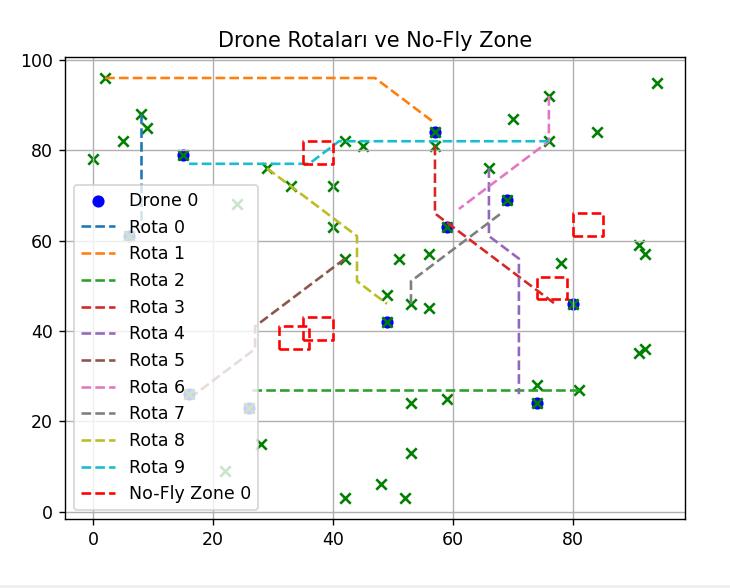 Drone Rotaları ve No-Fly Zone
100
80
60
40
20
0
Drone 0
Rota 0
Rota 1
Rota 2
Rota 3
Rota 4
Rota 5
Rota 6
Rota 7
Rota 8
Rota 9
No-Fly Zone 0
0 20 40 60 80